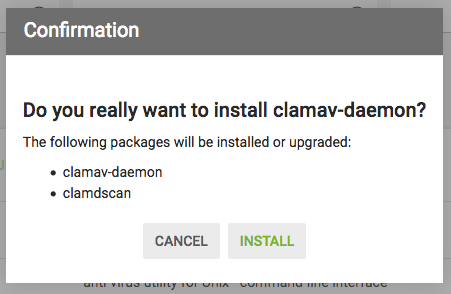 Confirmation
Do you really want to install clamav-daemon?
The following packages will be installed or upgraded:
clamav-daemon
clamdscan
CANCEL INSTALL
anti-virus utility for Unix - command-line interface